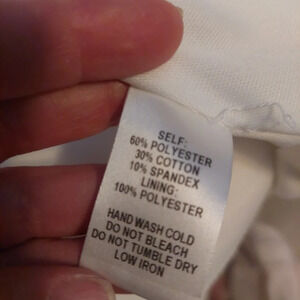 SELF:
60% POLYESTER
30% COTTON
10% SPANDEX
LINING:
100% POLYESTER
HAND WASH COLD
DO NOT BLEACH
DO NOT TUMBLE DRY
LOW IRON